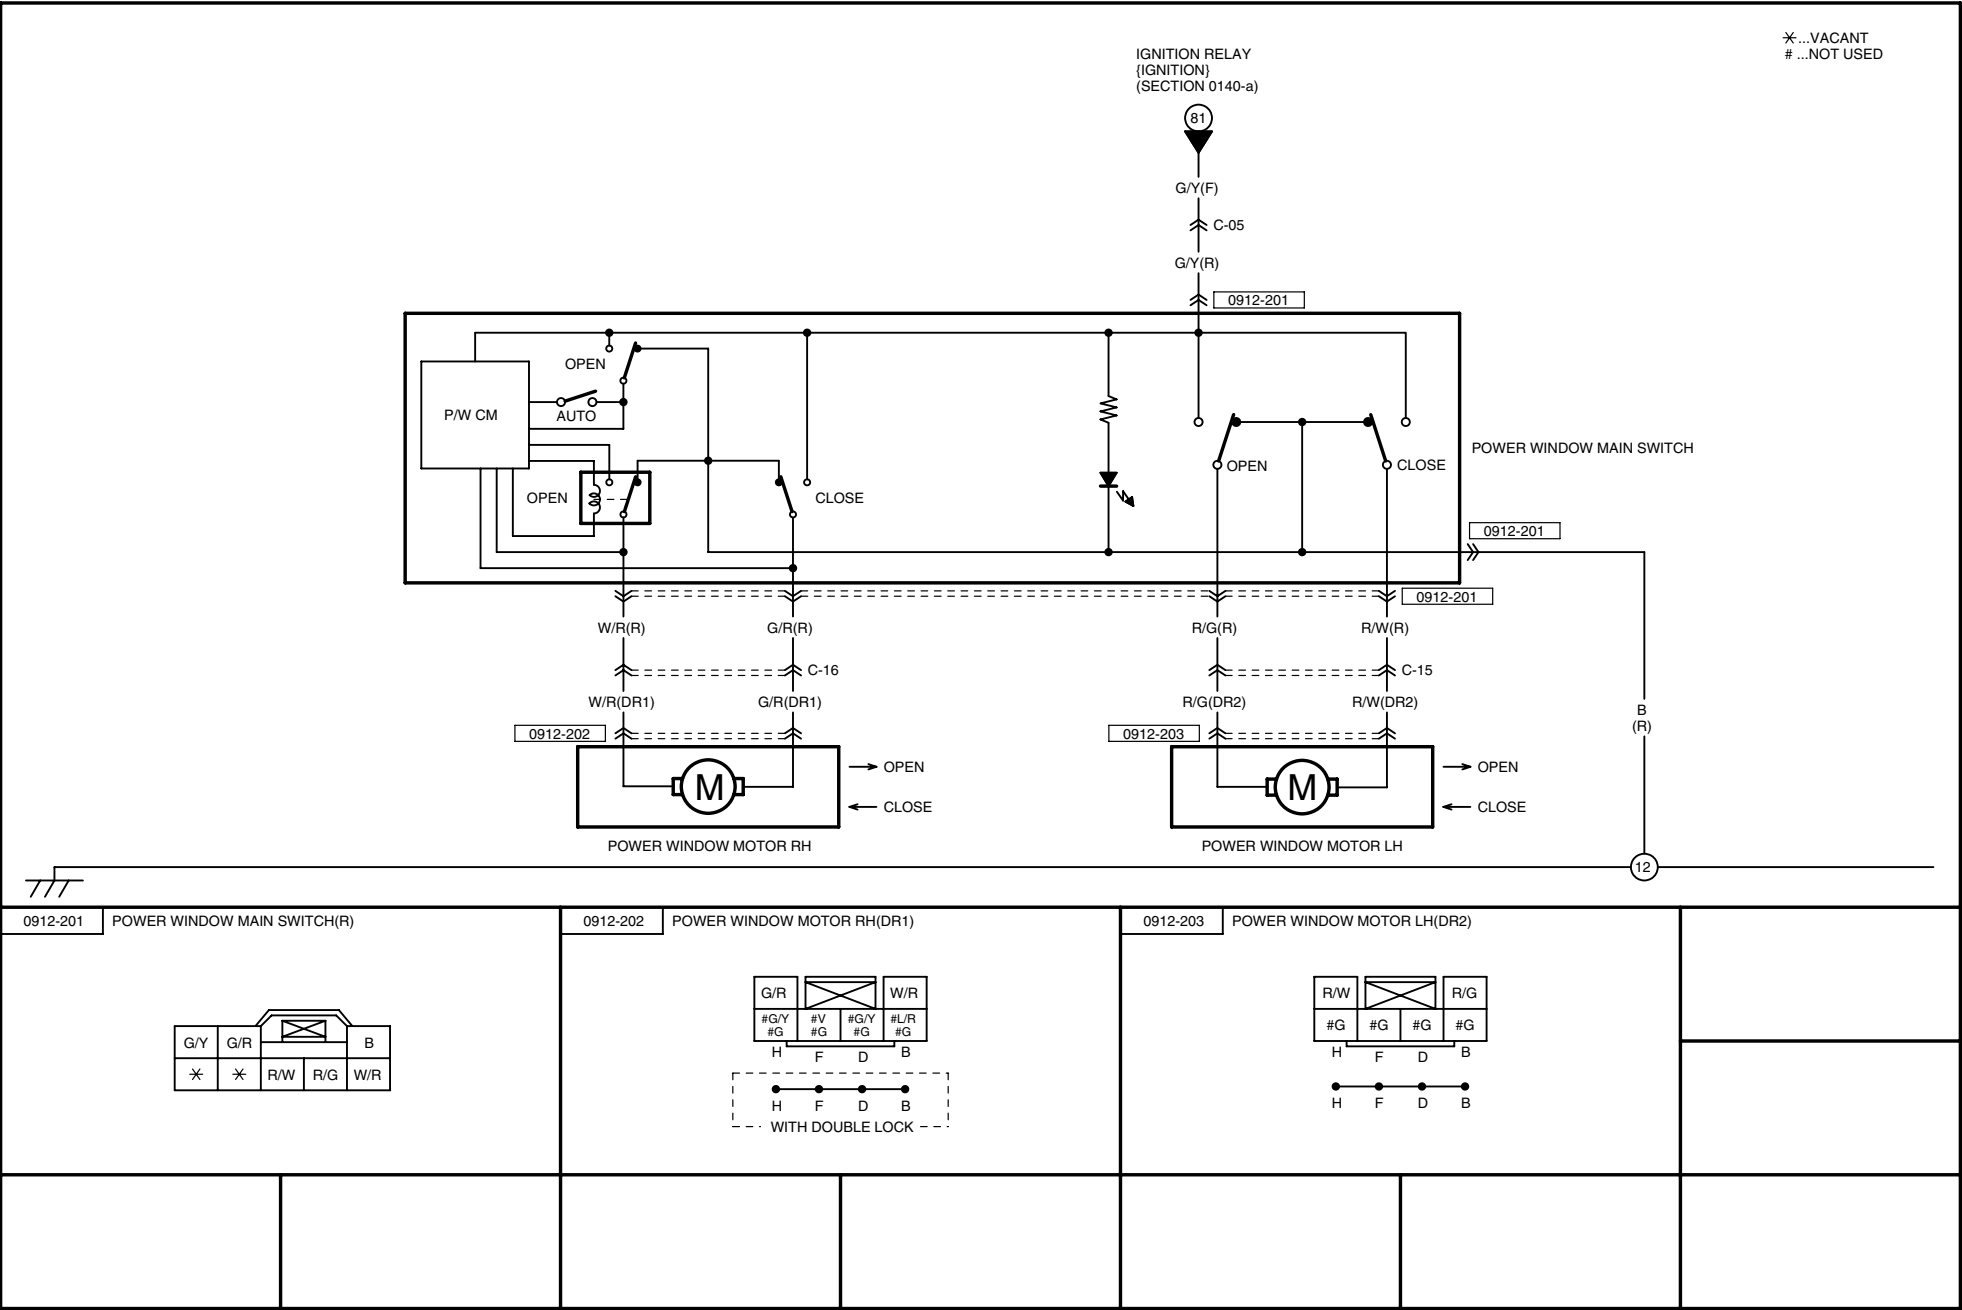 ✳...VACANT
# ...NOT USED
IGNITION RELAY
{IGNITION}
(SECTION 0140-a)
81
G/Y(F)
C-05
G/Y(R)
0912-201
OPEN
P/W CM
AUTO
OPEN
CLOSE
OPEN
CLOSE
POWER WINDOW MAIN SWITCH
0912-201
0912-201
W/R(R)
G/R(R)
R/G(R)
R/W(R)
C-16
C-15
W/R(DR1)
G/R(DR1)
R/G(DR2)
R/W(DR2)
B
(R)
0912-202
0912-203
M
OPEN
CLOSE
M
OPEN
CLOSE
POWER WINDOW MOTOR RH
POWER WINDOW MOTOR LH
12
0912-201 POWER WINDOW MAIN SWITCH(R)
G/Y G/R B
✳ ✳ R/W R/G W/R
0912-202 POWER WINDOW MOTOR RH(DR1)
G/R W/R
#G/Y #V #G/Y #L/R
#G #G #G #G
H F D B
H F D B
WITH DOUBLE LOCK
0912-203 POWER WINDOW MOTOR LH(DR2)
R/W R/G
#G #G #G #G
H F D B
H F D B